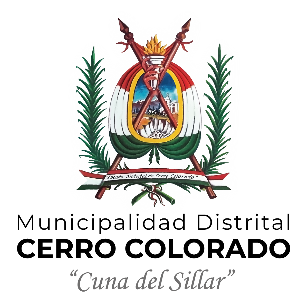 Municipalidad Distrital
CERRO COLORADO
“Cuna del Sillar”